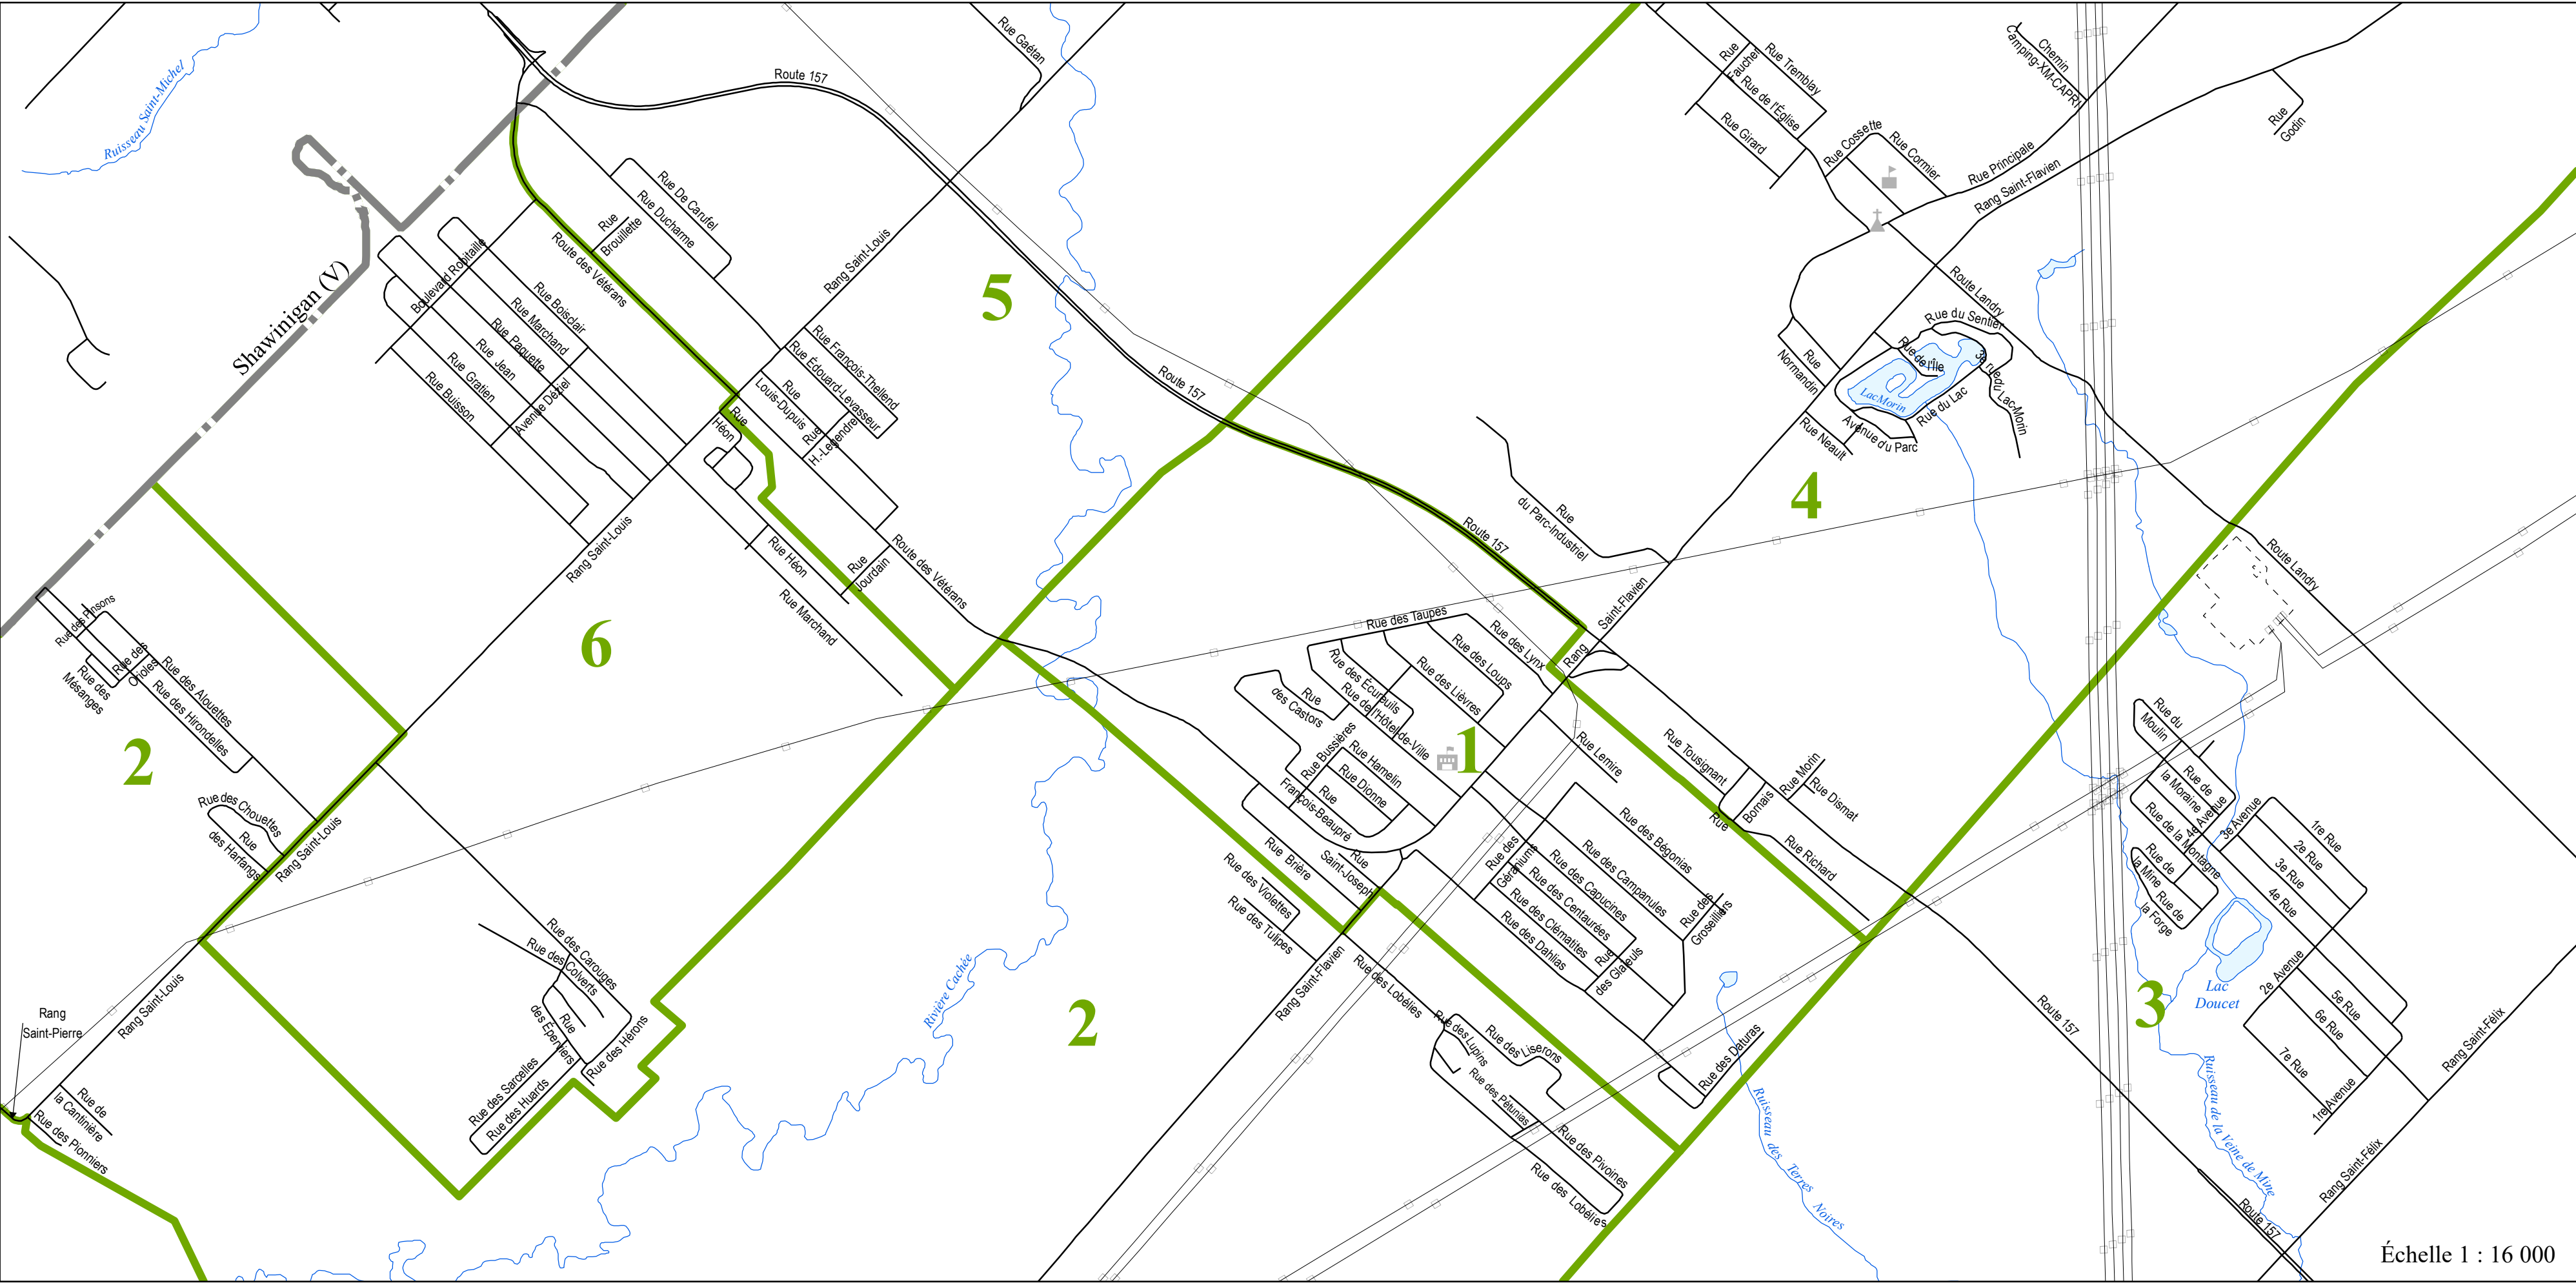 Ruisseau Saint-Michel
Shawinigan (V)
Route 157
Rue Gaétan
Rue De Carufel
Rue Ducharme
Rue
Brouillette
Route des Vétérans
Boulevard Robitaille
Rue Boisclair
Rue Marchand
Rue Paquette
Rue Jean
Rue Gratien
Rue Buisson
Avenue Déziel
Rang Saint-Louis
Rue François-Thellend
Rue Édouard-Levasseur
Rue
Louis-Dupuis
Rue
H.-Legendre
Rue
Héon
5
Route 157
Rang Saint-Louis
Rue Héon
Rue
Jourdain
Route des Vétérans
Rue Marchand
6
Rue des Pinsons
Rue des
Orioles
Rue des
Mésanges
Rue des Alouettes
Rue des Hirondelles
2
Rue des Chouettes
Rue
des Harfangs
Rang Saint-Louis
Rang Saint-Louis
Rang
Saint-Pierre
Rue de
la Cantinière
Rue des Pionniers
Rue des Carouges
Rue des Colverts
Rue
des Éperviers
Rue des Hérons
Rue des Sarcelles
Rue des Huards
Rivière Cachée
2
Rue
Faucher
Rue Tremblay
Rue de l'Église
Rue Girard
Rue Cossette
Rue Cormier
Rue Principale
Rang Saint-Flavien
Chemin
Camping-XM-CAPRI
Rue
Godin
Route Landry
Rue du Sentier
Rue de l'Île
3e rue du Lac-Morin
Lac Morin
Rue du Lac
Avenue du Parc
Rue Neault
Rue
Normandin
4
Rue
du Parc-Industriel
Route 157
Rang
Saint-Flavien
Rue des Taupes
Rue des Lynx
Rue des Loups
Rue des Lièvres
Rue des Écureuils
Rue de l'Hôtel-de-Ville
Rue
des Castors
Rue Bussières
Rue Hamelin
Rue Dionne
Rue
François-Beaupré
1
Rue Lemire
Rue Brière
Rue
Saint-Joseph
Rue des Violettes
Rue des Tulipes
Rang Saint-Flavien
Rue des
Géraniums
Rue des Bégonias
Rue des Campanules
Rue des Capucines
Rue des Centaurées
Rue des Clématites
Rue des Dahlias
Rue des
Groseilliers
Rue
des Glaïeuls
Rue des Daturas
Rue des Lobélies
Rue des Lupins
Rue des Liserons
Rue des Pétunias
Rue des Pivoines
Rue des Lobélies
Rue Tousignant
Rue
Bornais
Rue Morin
Rue Dismat
Rue Richard
Ruisseau des Terres Noires
Route Landry
Rue du
Moulin
Rue de
la Moraine
Rue de la Montagne
4e Avenue
3e Avenue
Rue de
la Mine
Rue de
la Forge
1re Rue
2e Rue
3e Rue
4e Rue
5e Rue
6e Rue
7e Rue
2e Avenue
1re Avenue
Lac
Doucet
3
Route 157
Ruisseau de la Veine de Mine
Rang Saint-Félix
Rang Saint-Félix
Route 157
Échelle 1 : 16 000